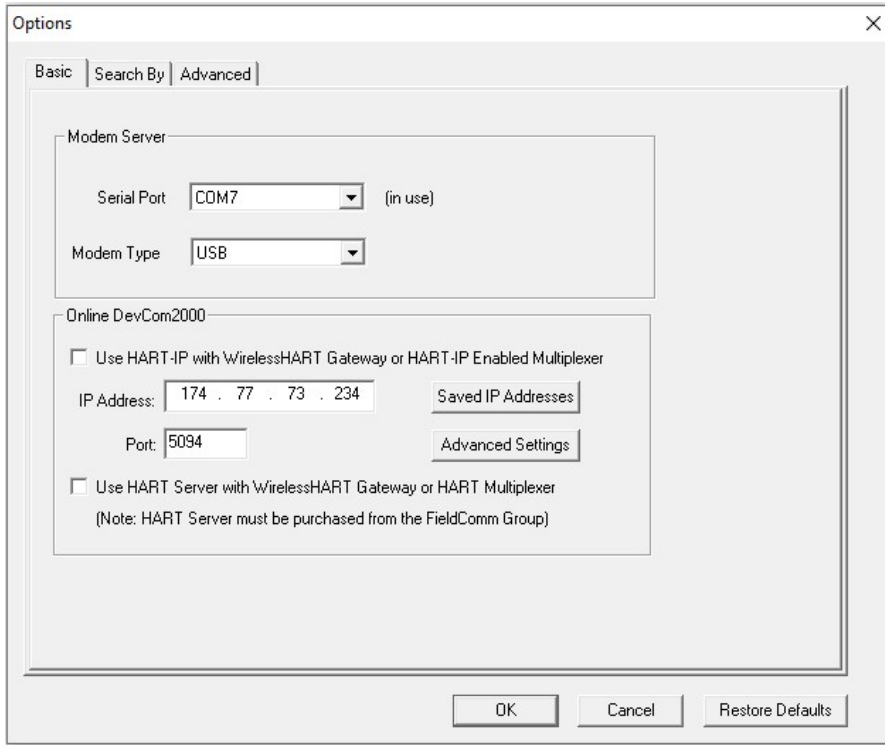 Options
Basic Search By Advanced
Modem Server
Serial Port COM7 (in use)
Modem Type USB
Online DevCom2000
Use HART-IP with WirelessHART Gateway or HART-IP Enabled Multiplexer
IP Address: 174 . 77 . 73 . 234 Saved IP Addresses
Port: 5094 Advanced Settings
Use HART Server with WirelessHART Gateway or HART Multiplexer
(Note: HART Server must be purchased from the FieldComm Group)
OK Cancel Restore Defaults